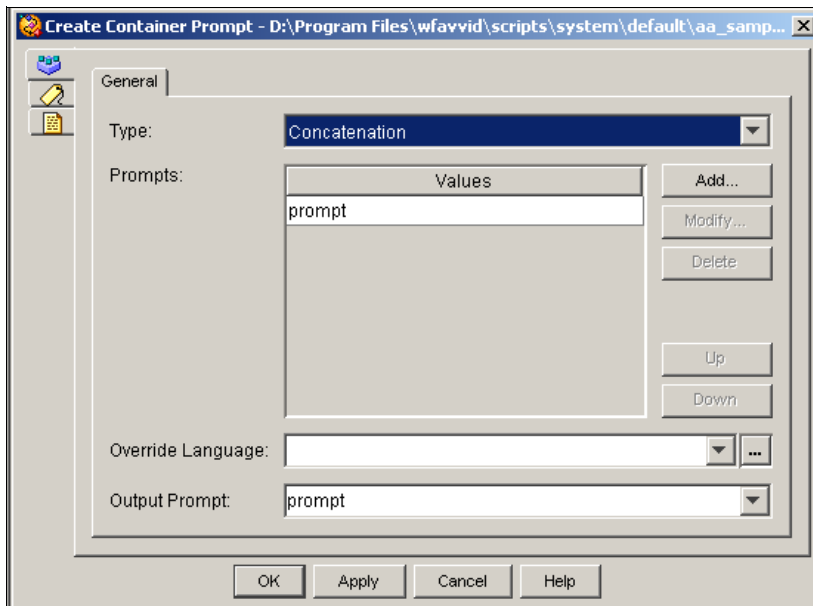 Create Container Prompt - D:\Program Files\wfavvid\scripts\system\default\aa_samp...
General
Type: Concatenation
Prompts: Values Add...
prompt
Modify...
Delete
Up
Down
Override Language: ...
Output Prompt: prompt
OK Apply Cancel Help